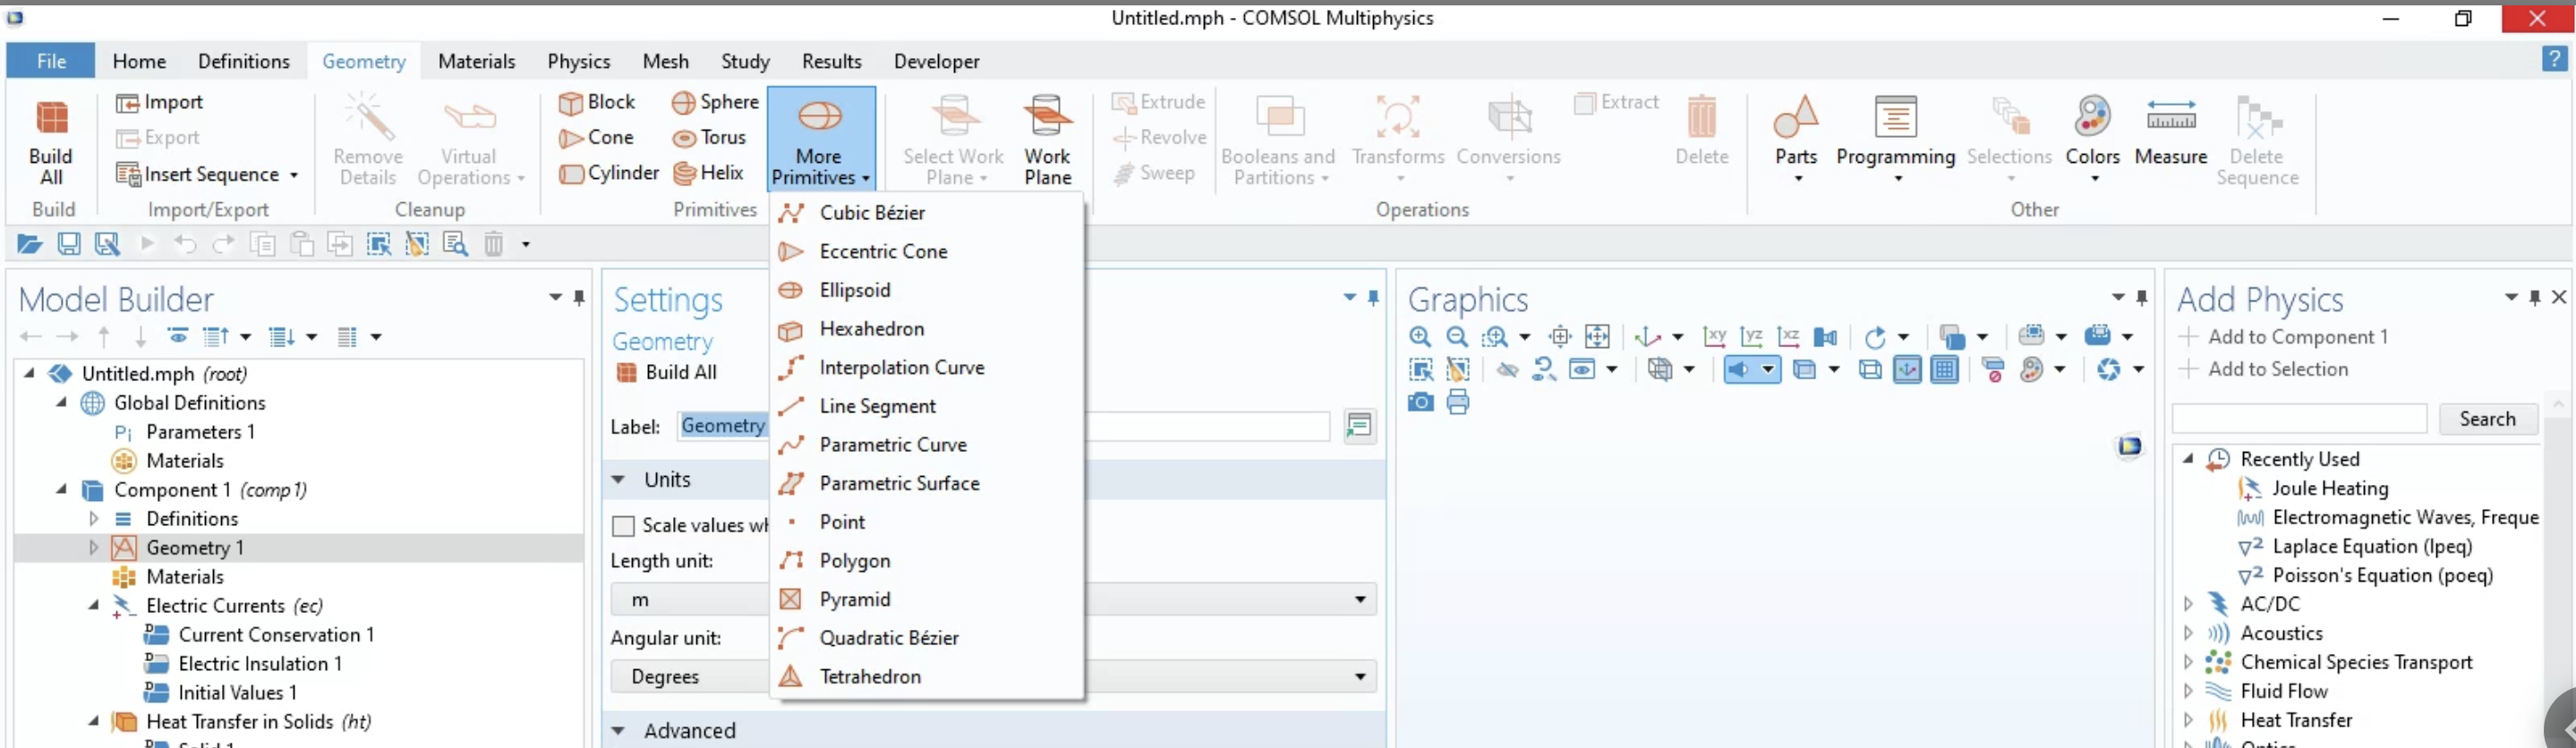 Untitled.mph - COMSOL Multiphysics
File Home Definitions Geometry Materials Physics Mesh Study Results Developer
?
Build All
Build
Import
Export
Insert Sequence
Import/Export
Remove Details
Virtual Operations
Cleanup
Block
Cone
Cylinder
Sphere
Torus
Helix
More Primitives
Primitives
Select Work Plane
Work Plane
Extrude
Revolve
Sweep
Booleans and Partitions
Transforms
Conversions
Extract
Delete
Operations
Parts
Programming
Selections
Colors
Measure
Delete Sequence
Other
Cubic Bézier
Eccentric Cone
Ellipsoid
Hexahedron
Interpolation Curve
Line Segment
Parametric Curve
Parametric Surface
Point
Polygon
Pyramid
Quadratic Bézier
Tetrahedron
Model Builder
Untitled.mph (root)
Global Definitions
Pi Parameters 1
Materials
Component 1 (comp1)
Definitions
Geometry 1
Materials
Electric Currents (ec)
D Current Conservation 1
D Electric Insulation 1
D Initial Values 1
Heat Transfer in Solids (ht)
D Solid 1
Settings
Geometry
Build All
Label: Geometry
Units
Scale values wh
Length unit:
m
Angular unit:
Degrees
Advanced
Graphics
xy yz xz
Add Physics
Add to Component 1
Add to Selection
Search
Recently Used
Joule Heating
Electromagnetic Waves, Freque
∇2 Laplace Equation (lpeq)
∇2 Poisson's Equation (poeq)
AC/DC
Acoustics
Chemical Species Transport
Fluid Flow
Heat Transfer